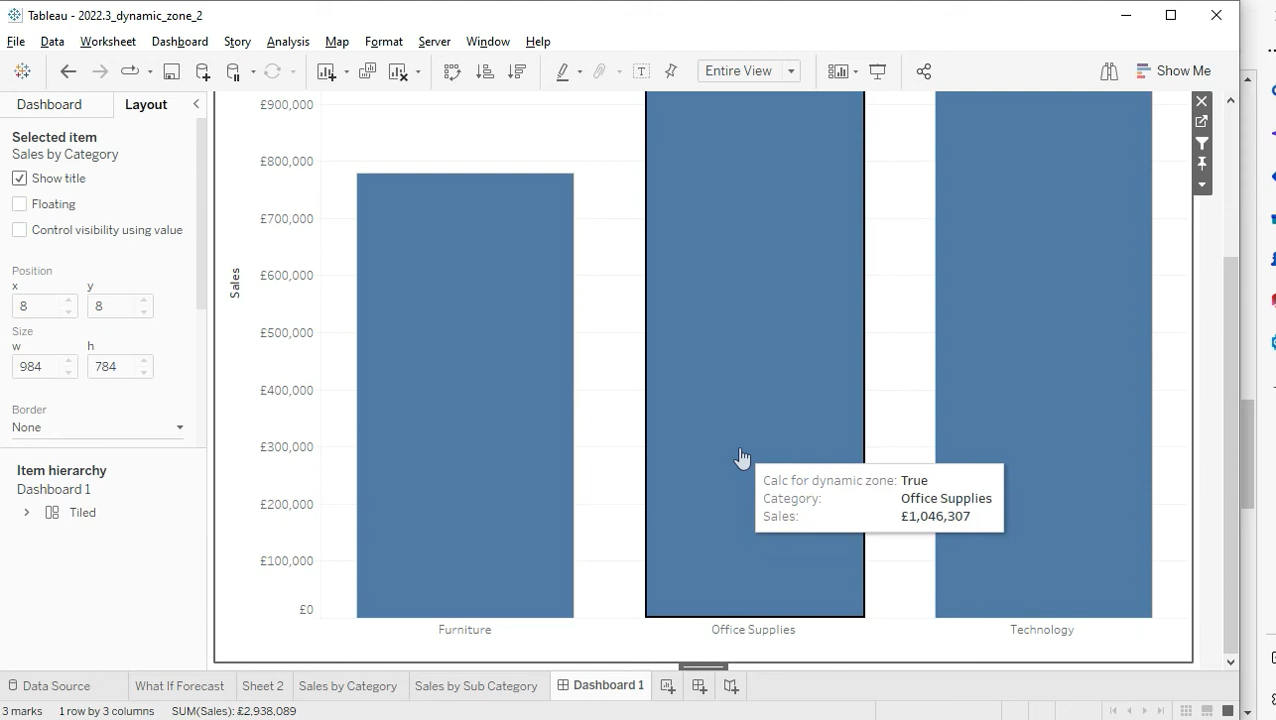 Tableau - 2022.3_dynamic_zone_2
File Data Worksheet Dashboard Story Analysis Map Format Server Window Help
Entire View
Show Me
Dashboard Layout
Selected item
Sales by Category
Show title
Floating
Control visibility using value
Position
x y
8 8
Size
w h
984 784
Border
None
Item hierarchy
Dashboard 1
Tiled
Sales
£900,000
£800,000
£700,000
£600,000
£500,000
£400,000
£300,000
£200,000
£100,000
£0
Calc for dynamic zone: True
Category: Office Supplies
Sales: £1,046,307
Furniture Office Supplies Technology
Data Source What If Forecast Sheet 2 Sales by Category Sales by Sub Category Dashboard 1
3 marks 1 row by 3 columns SUM(Sales): £2,938,089